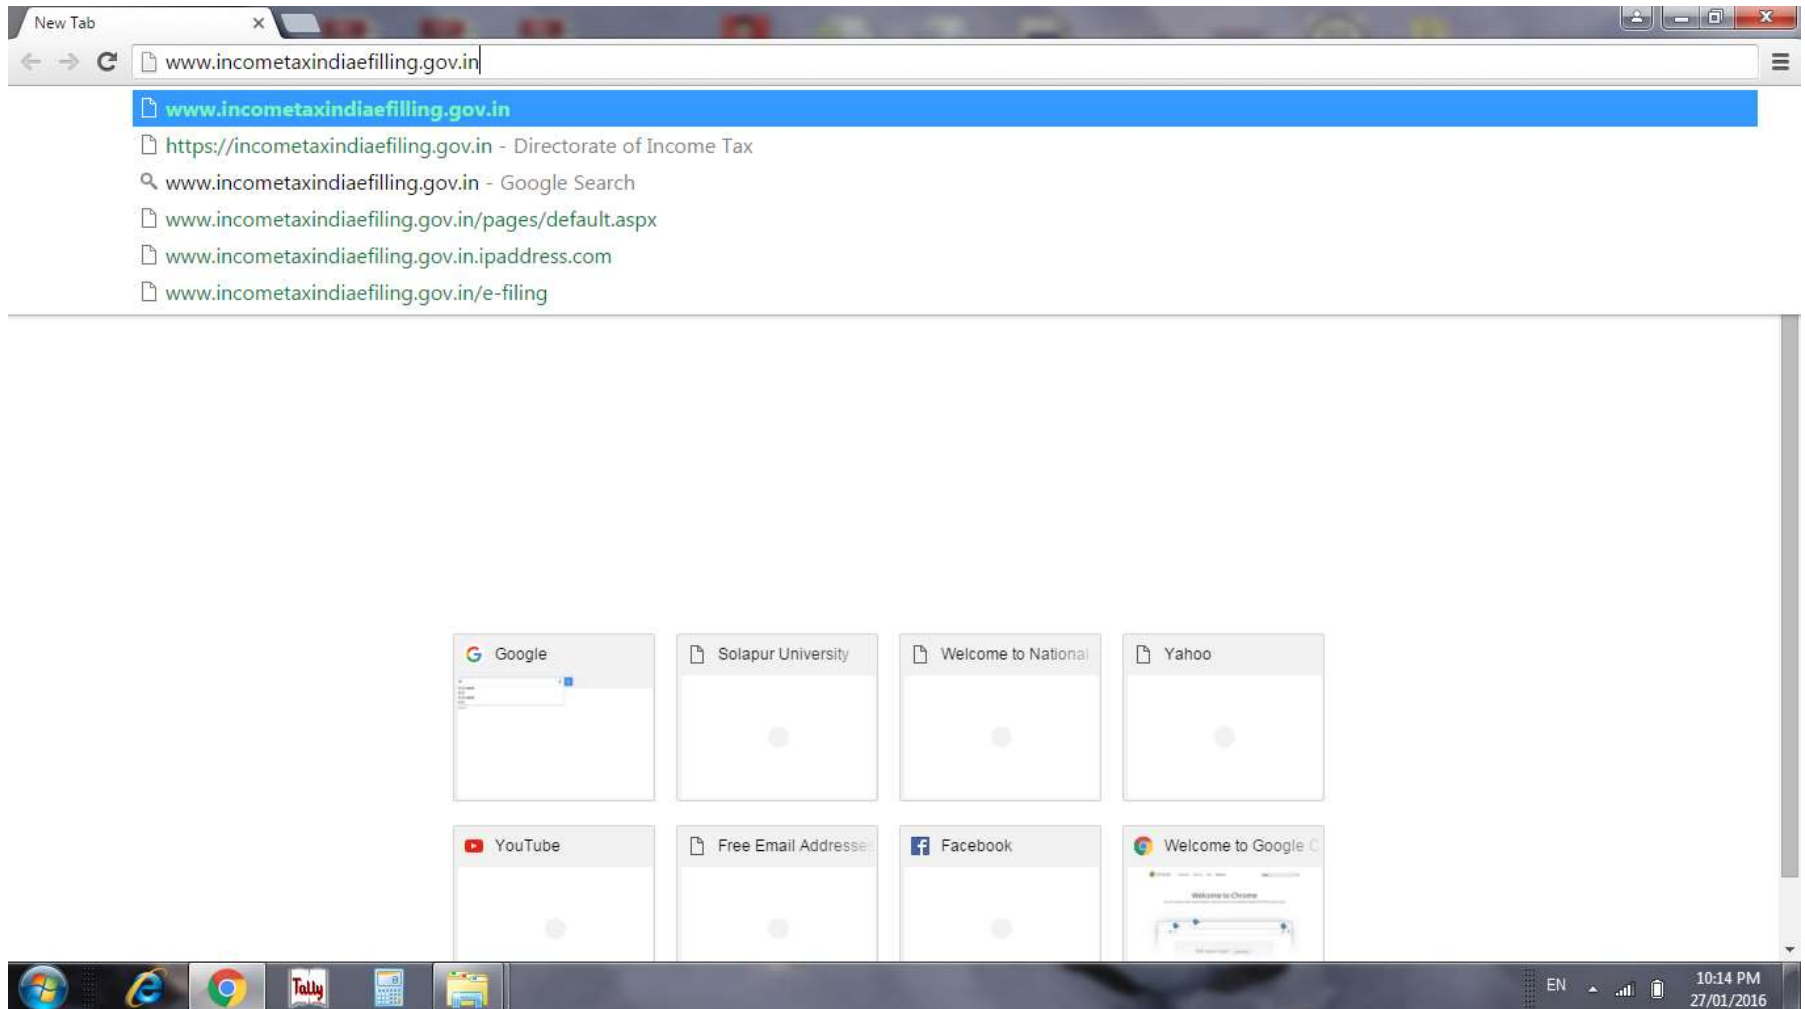 New Tab
www.incometaxindiaefilling.gov.in
www.incometaxindiaefilling.gov.in
https://incometaxindiaefiling.gov.in - Directorate of Income Tax
www.incometaxindiaefilling.gov.in - Google Search
www.incometaxindiaefiling.gov.in/pages/default.aspx
www.incometaxindiaefiling.gov.in.ipaddress.com
www.incometaxindiaefiling.gov.in/e-filing
Google Solapur University Welcome to National Yahoo
YouTube Free Email Addresse Facebook Welcome to Google C
Welcome to Chrome
Tally EN 10:14 PM
27/01/2016